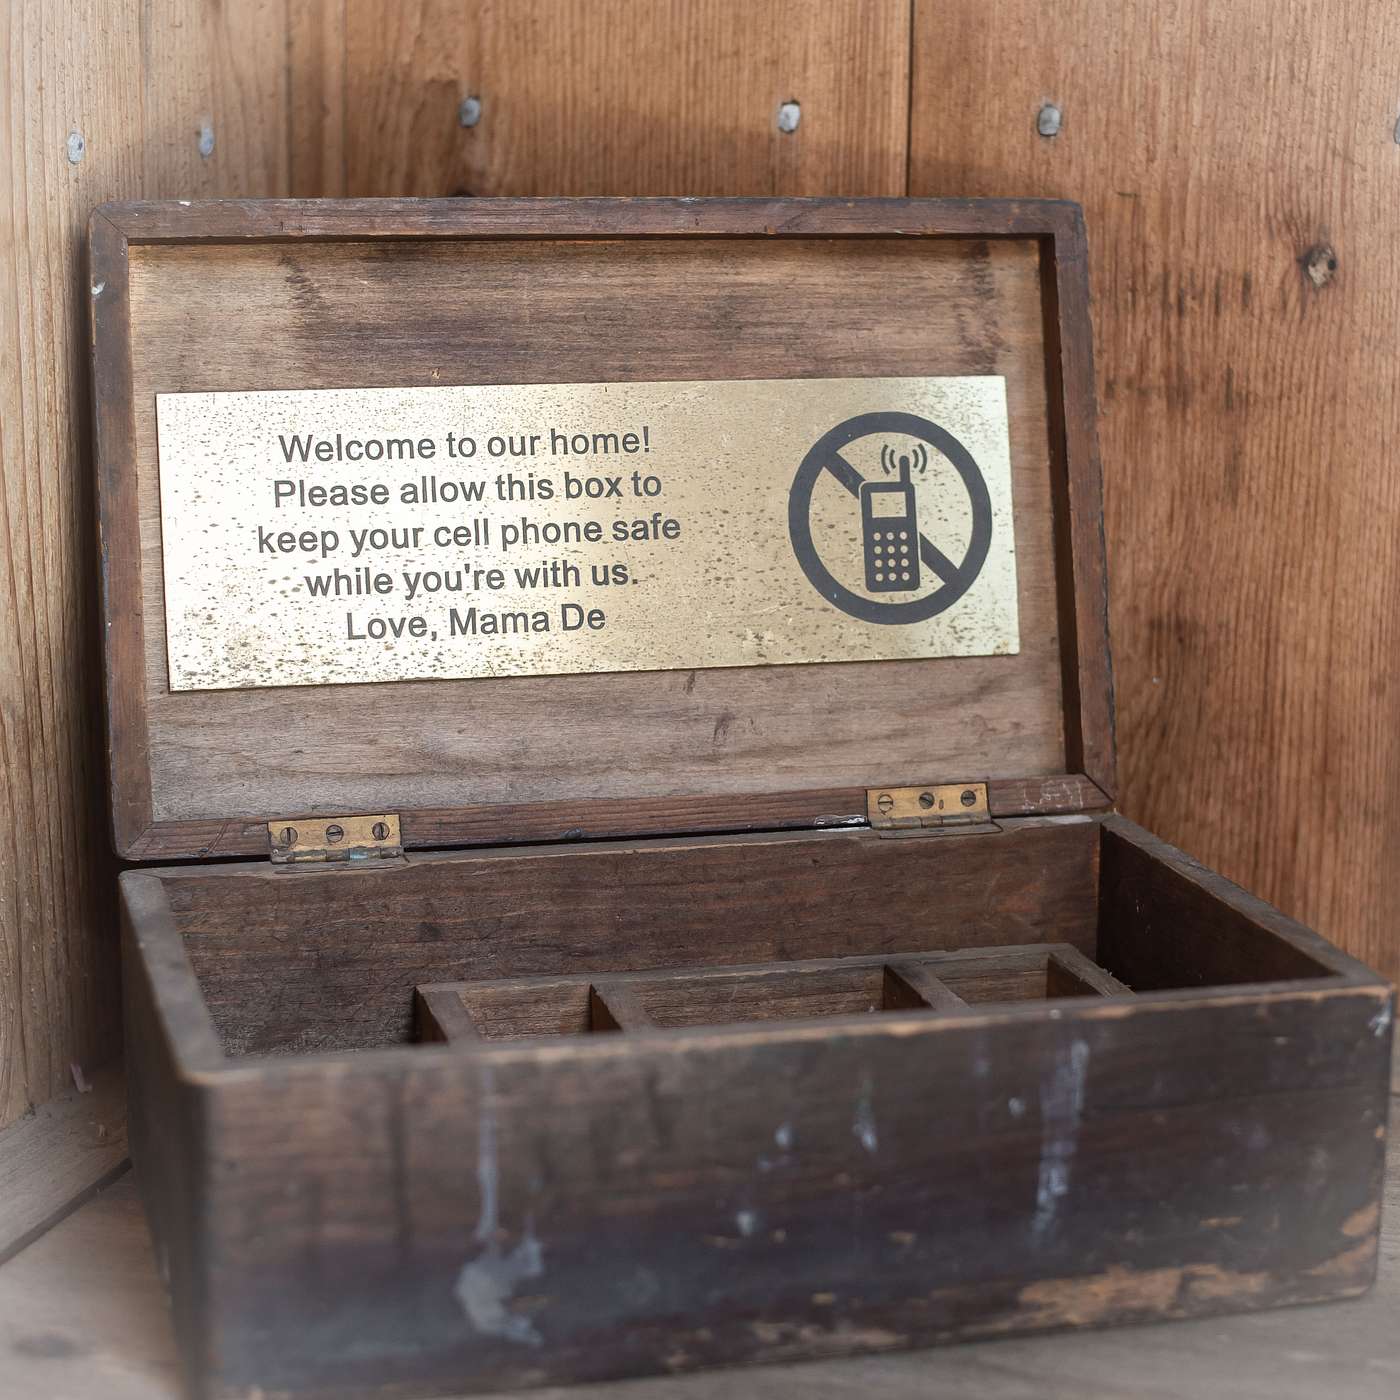 Welcome to our home!
Please allow this box to
keep your cell phone safe
while you're with us.
Love, Mama De